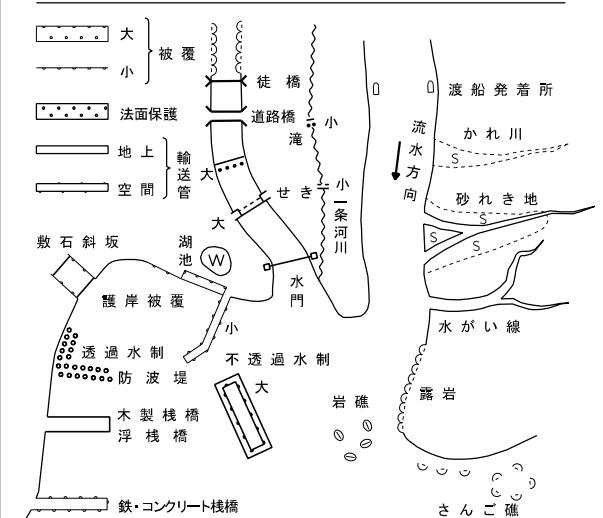 大
小
被覆
法面保護
地上
空間
輸送管
徒橋
道路橋
小
滝
大
せき
小
大
一条河川
水門
渡船発着所
流水方向
かれ川
S
砂れき地
S
S
S
敷石斜坂
湖池
W
護岸被覆
小
透過水制
防波堤
不透過水制
大
水がい線
木製桟橋
浮桟橋
岩礁
露岩
鉄・コンクリート桟橋
さんご礁